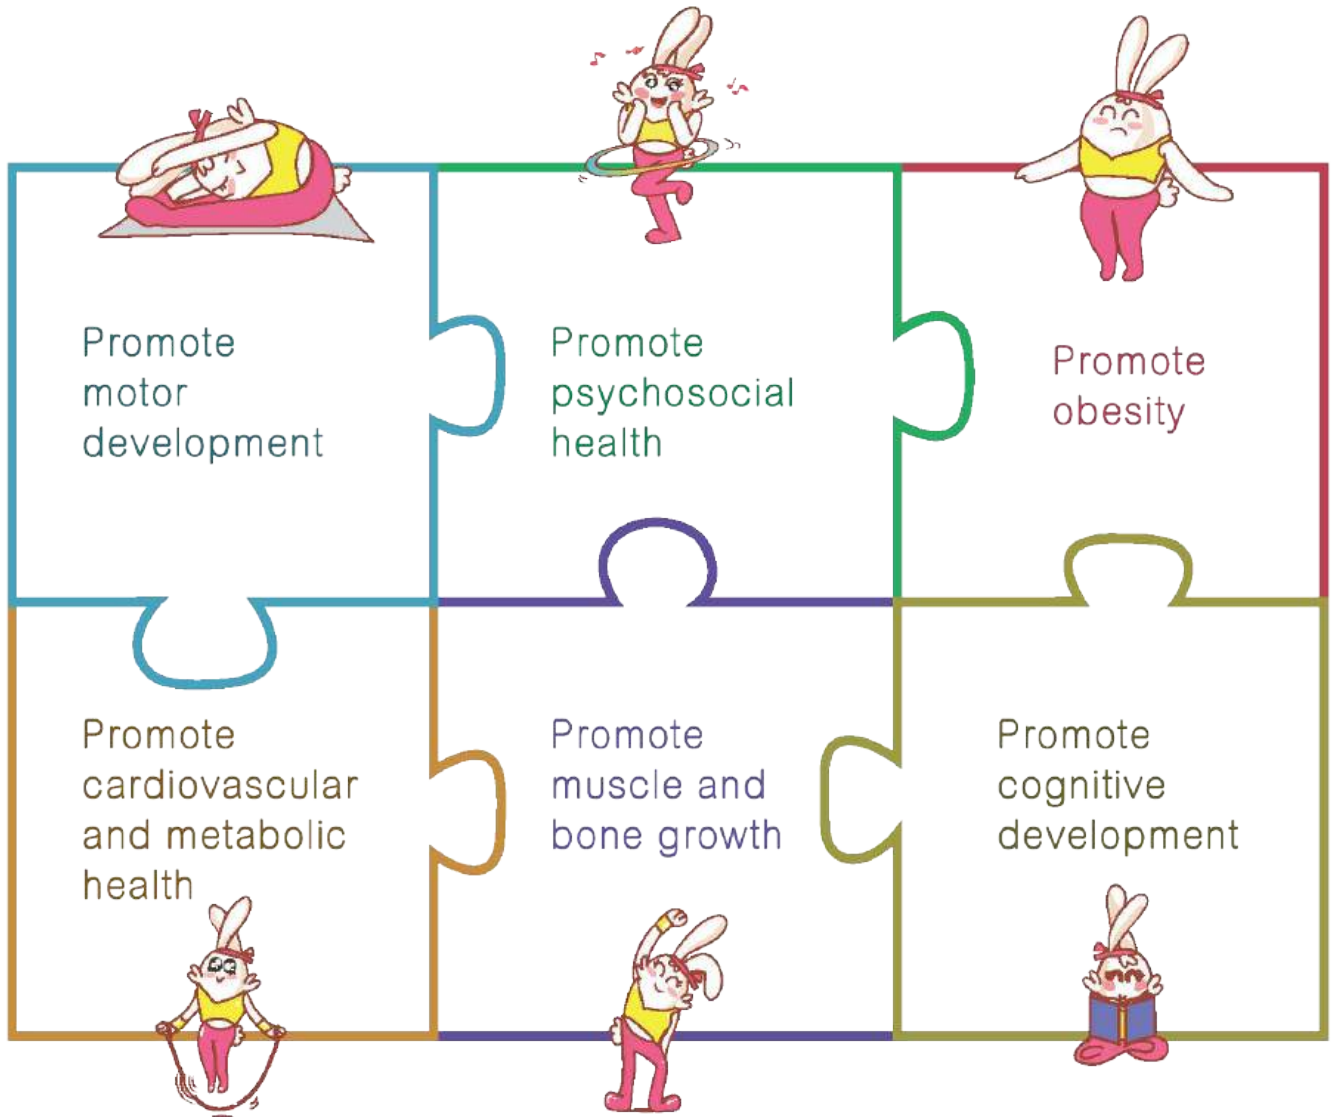 Promote
motor
development
Promote
psychosocial
health
Promote
obesity
Promote
cardiovascular
and metabolic
health
Promote
muscle and
bone growth
Promote
cognitive
development